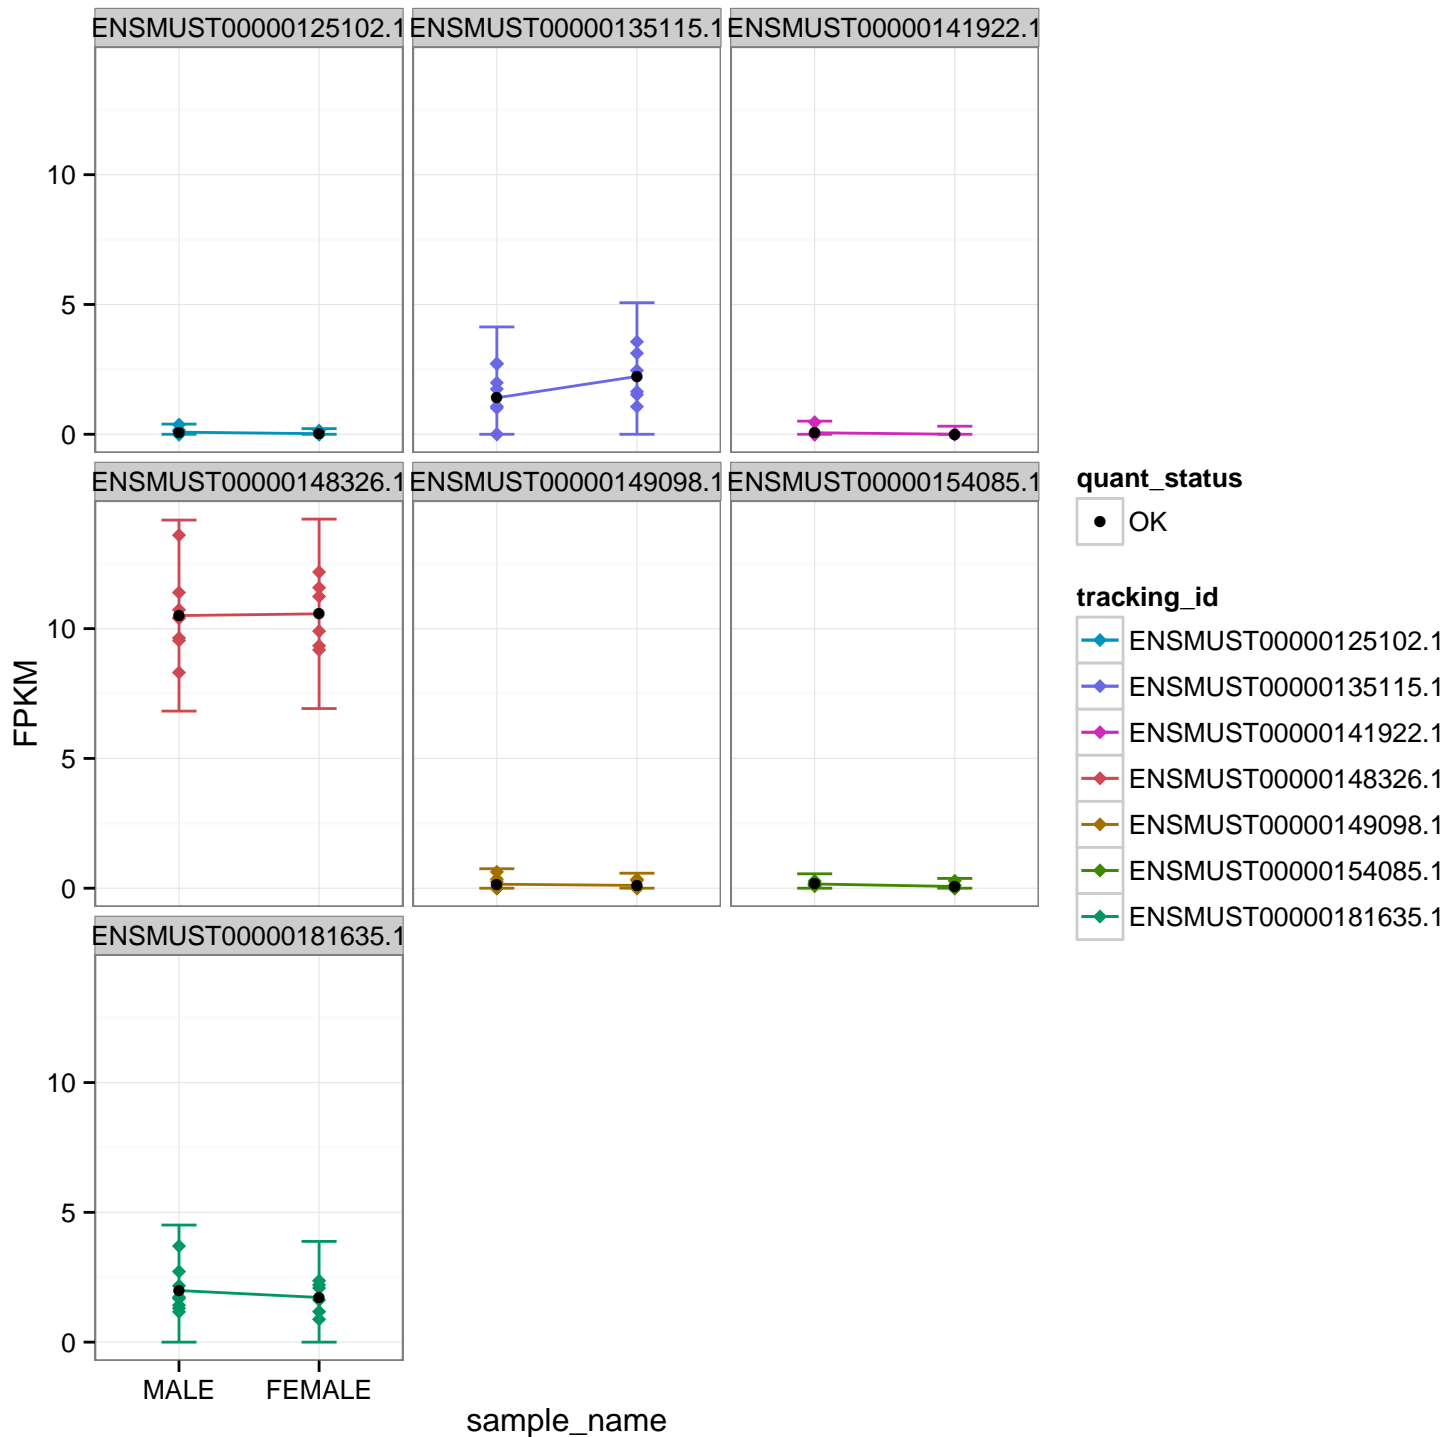 ENSMUST00000125102.1 ENSMUST00000135115.1 ENSMUST00000141922.1
10
5
0
ENSMUST00000148326.1 ENSMUST00000149098.1 ENSMUST00000154085.1
10
5
0
FPKM
ENSMUST00000181635.1
10
5
0
MALE FEMALE
sample_name
quant_status
OK
tracking_id
ENSMUST00000125102.1
ENSMUST00000135115.1
ENSMUST00000141922.1
ENSMUST00000148326.1
ENSMUST00000149098.1
ENSMUST00000154085.1
ENSMUST00000181635.1